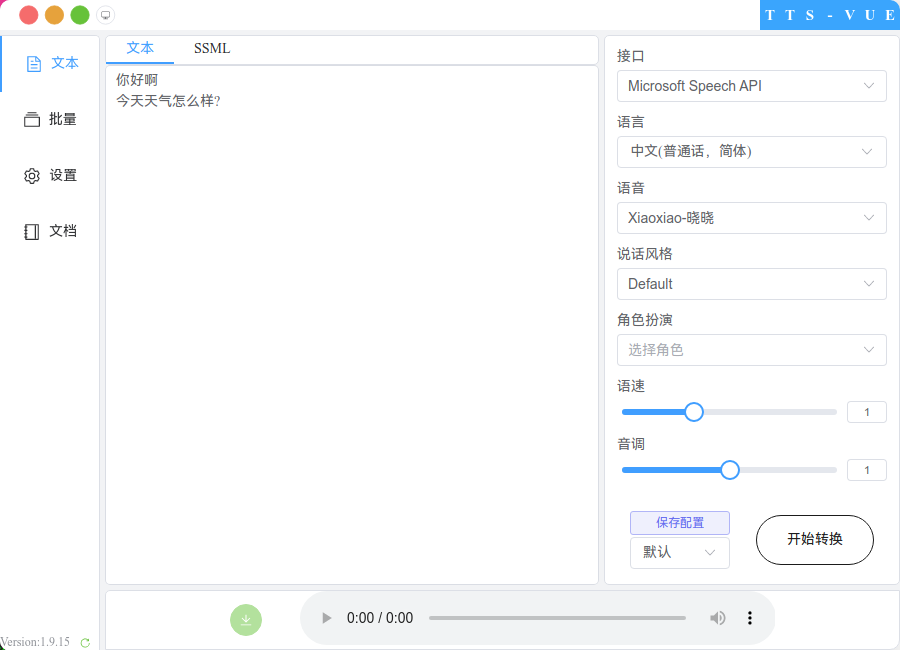 TTS-VUE
文本
批量
设置
文档
Version:1.9.15
文本
SSML
你好啊
今天天气怎么样?
接口
Microsoft Speech API
语言
中文(普通话，简体)
语音
Xiaoxiao-晓晓
说话风格
Default
角色扮演
选择角色
语速
1
音调
1
保存配置
默认
开始转换
0:00 / 0:00